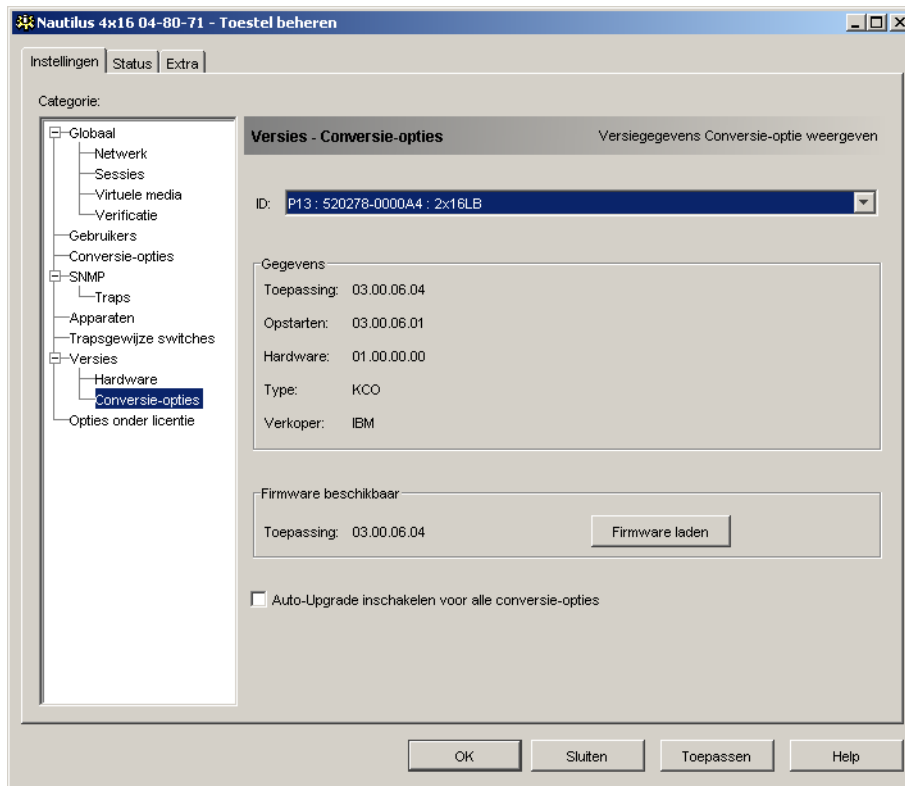 Nautilus 4x16 04-80-71 - Toestel beheren
Instellingen Status Extra
Categorie:
Globaal
Netwerk
Sessies
Virtuele media
Verificatie
Gebruikers
Conversie-opties
SNMP
Traps
Apparaten
Trapsgewijze switches
Versies
Hardware
Conversie-opties
Opties onder licentie
Versies - Conversie-opties Versiegegevens Conversie-optie weergeven
ID: P13 : 520278-0000A4 : 2x16LB
Gegevens
Toepassing: 03.00.06.04
Opstarten: 03.00.06.01
Hardware: 01.00.00.00
Type: KCO
Verkoper: IBM
Firmware beschikbaar
Toepassing: 03.00.06.04 Firmware laden
Auto-Upgrade inschakelen voor alle conversie-opties
OK Sluiten Toepassen Help